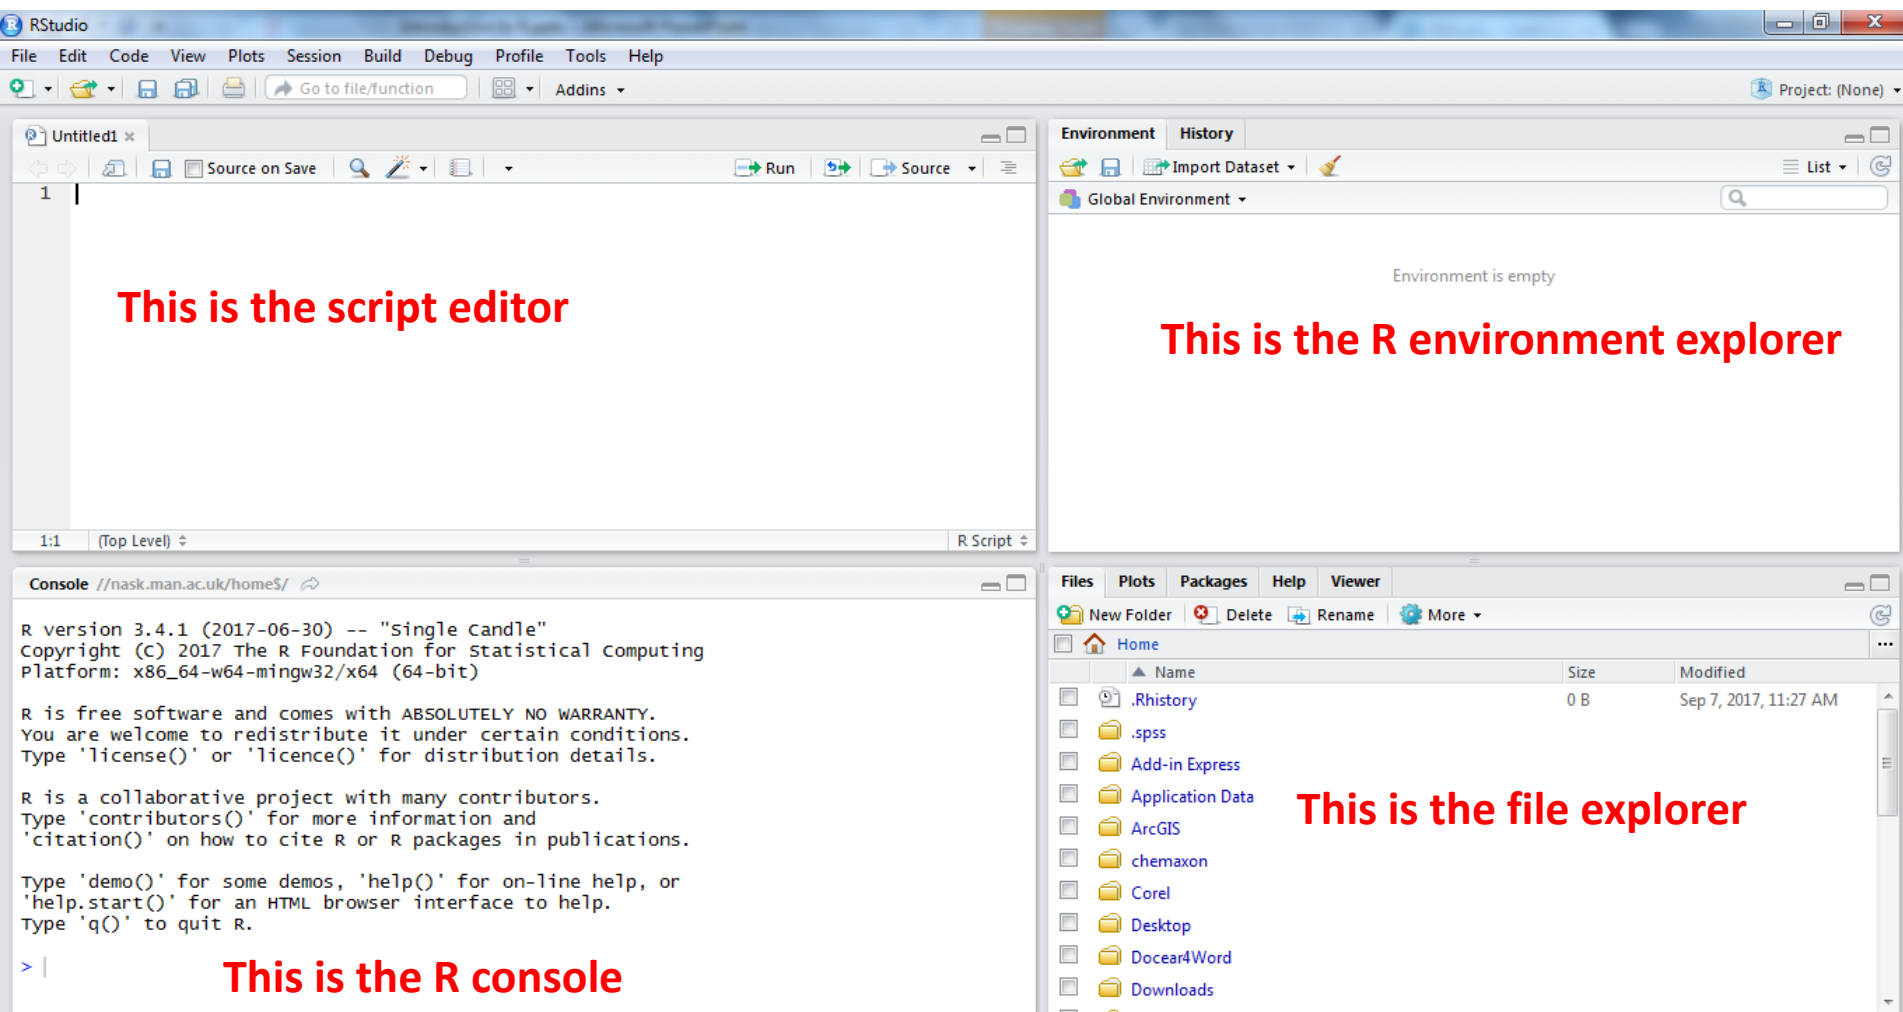 RStudio
File Edit Code View Plots Session Build Debug Profile Tools Help
Go to file/function Addins Project: (None)
Untitled1
Source on Save Run Source
1
This is the script editor
1:1 (Top Level) R Script
Environment History
Import Dataset List
Global Environment
Environment is empty
This is the R environment explorer
Console //nask.man.ac.uk/home$/
R version 3.4.1 (2017-06-30) -- "Single Candle"
Copyright (C) 2017 The R Foundation for Statistical Computing
Platform: x86_64-w64-mingw32/x64 (64-bit)
R is free software and comes with ABSOLUTELY NO WARRANTY.
You are welcome to redistribute it under certain conditions.
Type 'license()' or 'licence()' for distribution details.
R is a collaborative project with many contributors.
Type 'contributors()' for more information and
'citation()' on how to cite R or R packages in publications.
Type 'demo()' for some demos, 'help()' for on-line help, or
'help.start()' for an HTML browser interface to help.
Type 'q()' to quit R.
>
This is the R console
Files Plots Packages Help Viewer
New Folder Delete Rename More
Home ...
Name Size Modified
.Rhistory 0 B Sep 7, 2017, 11:27 AM
.spss
Add-in Express
Application Data
ArcGIS
chemaxon
Corel
Desktop
Docear4Word
Downloads
This is the file explorer